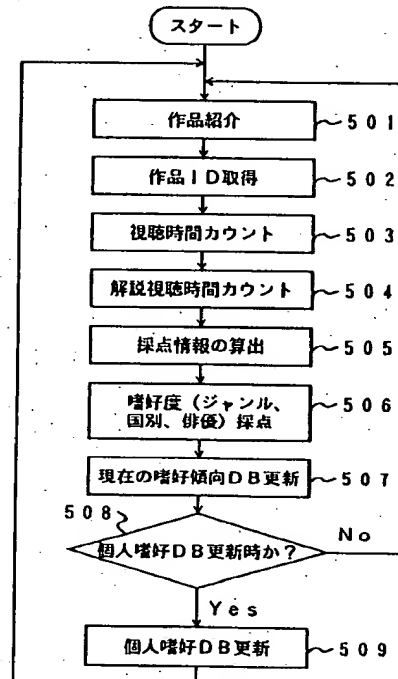 スタート
作品紹介
501
作品ID取得
502
視聴時間カウント
503
解説視聴時間カウント
504
採点情報の算出
505
嗜好度（ジャンル、
国別、俳優）採点
506
現在の嗜好傾向DB更新
507
508
個人嗜好DB更新時か？
No
Yes
個人嗜好DB更新
509